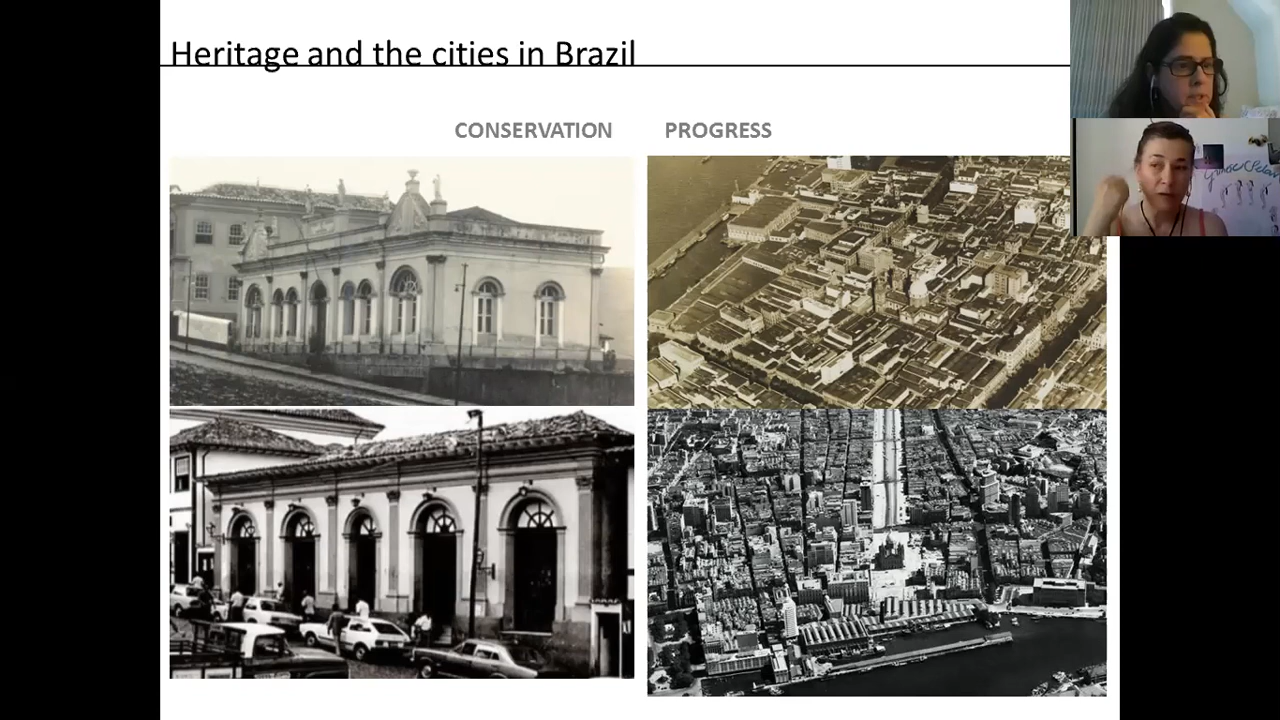 Heritage and the cities in Brazil
CONSERVATION
PROGRESS